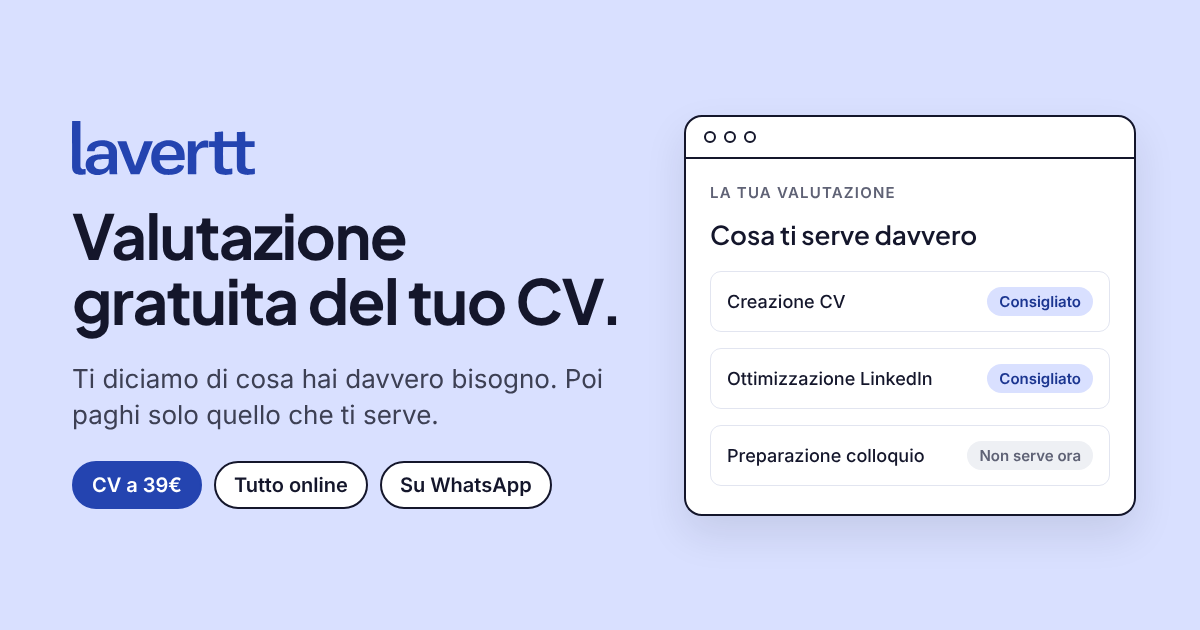 lavertt
Valutazione
gratuita del tuo CV.
Ti diciamo di cosa hai davvero bisogno. Poi
paghi solo quello che ti serve.
CV a 39€
Tutto online
Su WhatsApp
LA TUA VALUTAZIONE
Cosa ti serve davvero
Creazione CV
Consigliato
Ottimizzazione LinkedIn
Consigliato
Preparazione colloquio
Non serve ora